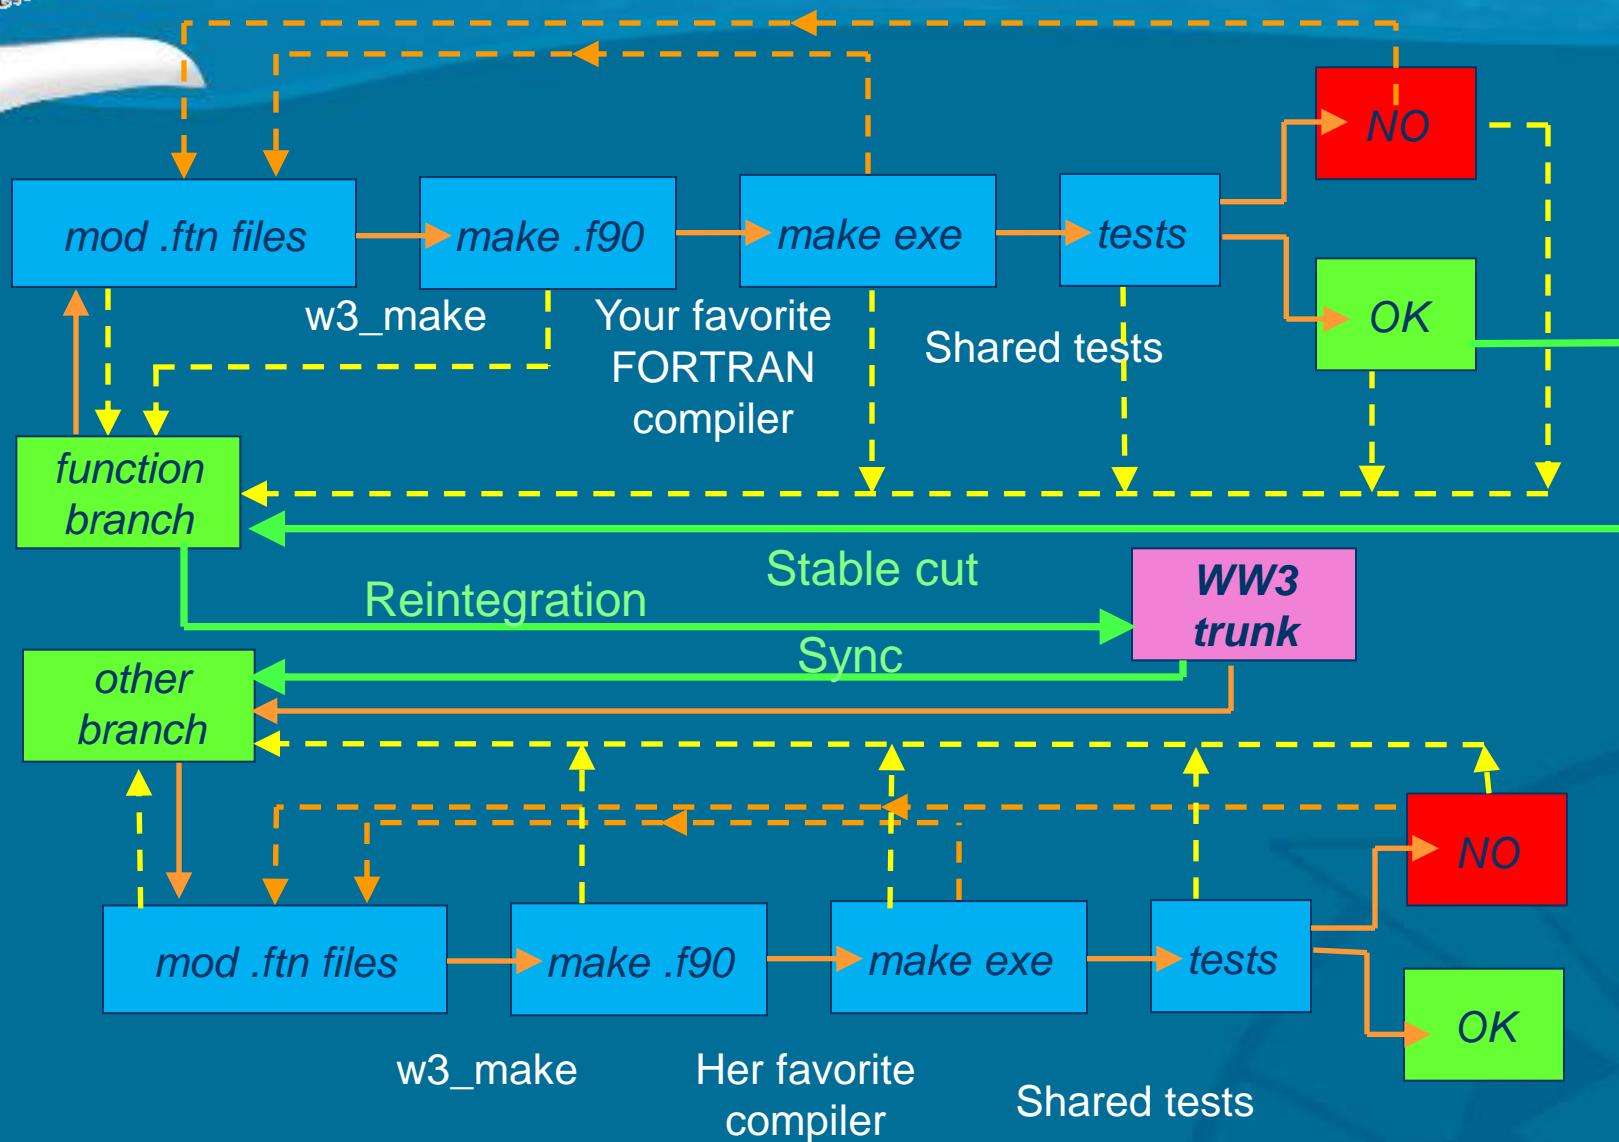 NO
mod .ftn files
make .f90
make exe
tests
OK
w3_make
Your favorite
FORTRAN
compiler
Shared tests
function
branch
Stable cut
Reintegration
WW3
trunk
Sync
other
branch
NO
mod .ftn files
make .f90
make exe
tests
OK
w3_make
Her favorite
compiler
Shared tests